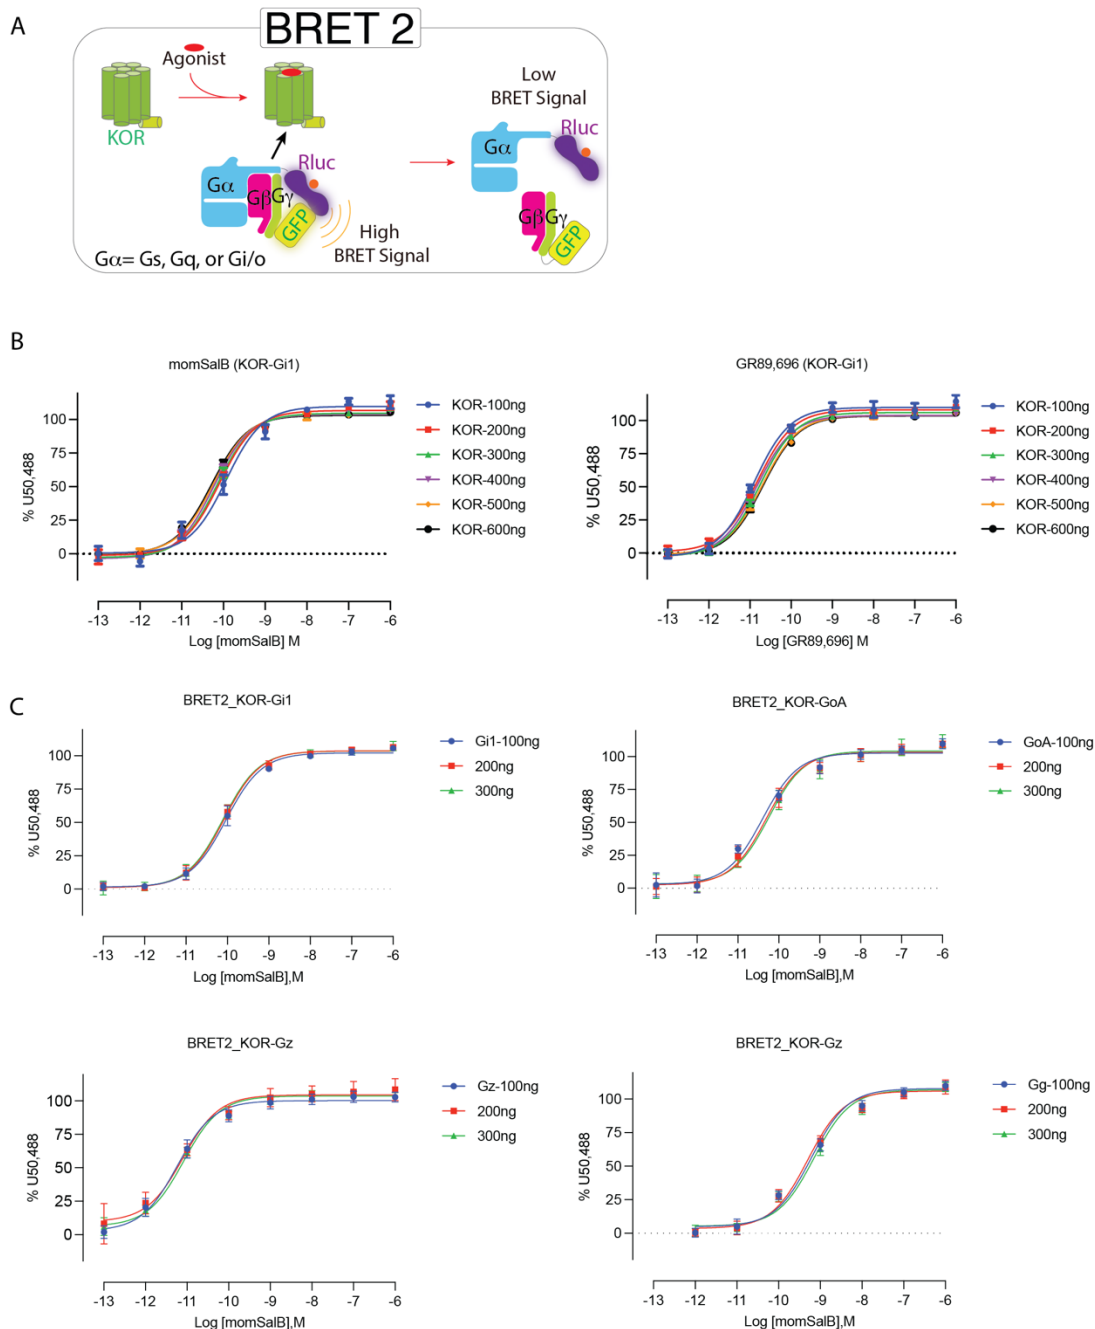 A
BRET 2
Agonist
KOR
Low
BRET Signal
Rluc
Gα
Rluc
Gα
GβGγ
GFP
GβGγ
GFP
High
BRET Signal
Gα= Gs, Gq, or Gi/o
B
momSalB (KOR-Gi1)
% U50,488
100
75
50
25
0
-13 -12 -11 -10 -9 -8 -7 -6
Log [momSalB] M
KOR-100ng
KOR-200ng
KOR-300ng
KOR-400ng
KOR-500ng
KOR-600ng
GR89,696 (KOR-Gi1)
% U50,488
100
75
50
25
0
-13 -12 -11 -10 -9 -8 -7 -6
Log [GR89,696] M
KOR-100ng
KOR-200ng
KOR-300ng
KOR-400ng
KOR-500ng
KOR-600ng
C
BRET2_KOR-Gi1
% U50,488
100
75
50
25
0
-13 -12 -11 -10 -9 -8 -7 -6
Log [momSalB],M
Gi1-100ng
200ng
300ng
BRET2_KOR-GoA
% U50,488
100
75
50
25
0
-13 -12 -11 -10 -9 -8 -7 -6
Log [momSalB],M
GoA-100ng
200ng
300ng
BRET2_KOR-Gz
% U50,488
100
75
50
25
0
-13 -12 -11 -10 -9 -8 -7 -6
Log [momSalB],M
Gz-100ng
200ng
300ng
BRET2_KOR-Gz
% U50,488
100
75
50
25
0
-13 -12 -11 -10 -9 -8 -7 -6
Log [momSalB],M
Gg-100ng
200ng
300ng